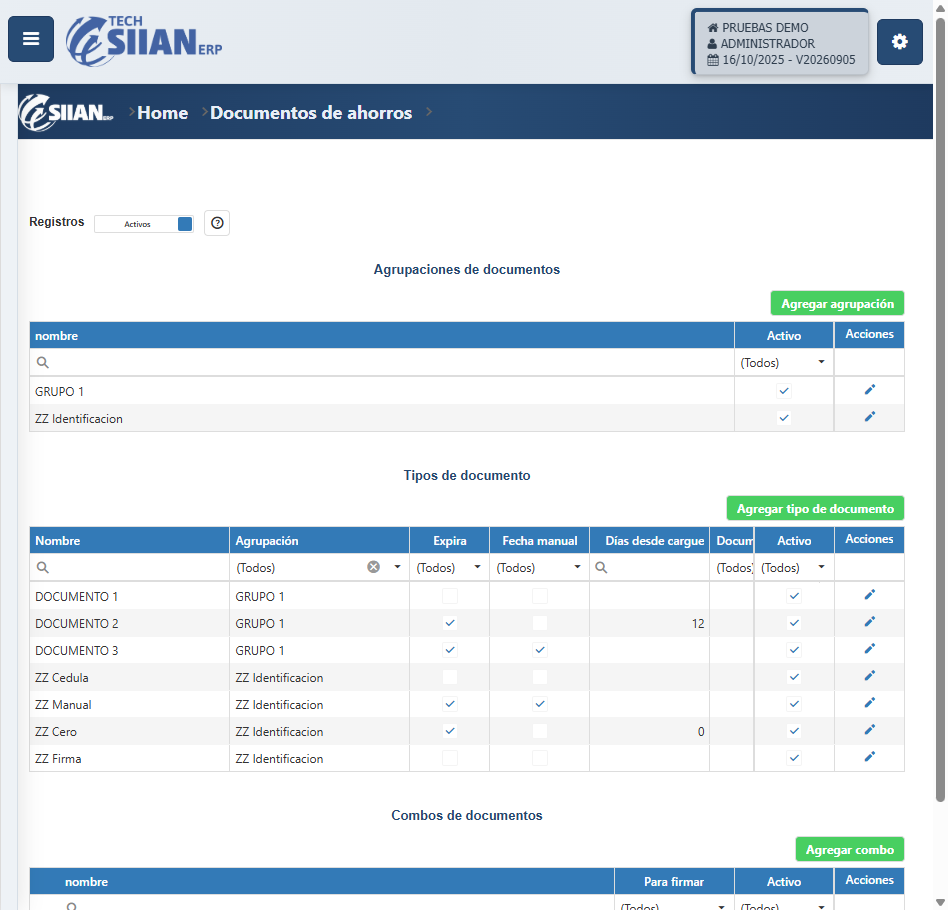 TECH
SIIAN ERP
PRUEBAS DEMO
ADMINISTRADOR
16/10/2025 - V20260905
SIIAN ERP Home Documentos de ahorros
Registros Activos
Agrupaciones de documentos
Agregar agrupación
nombre Activo Acciones
(Todos)
GRUPO 1
ZZ Identificacion
Tipos de documento
Agregar tipo de documento
Nombre Agrupación Expira Fecha manual Días desde cargue Docum Activo Acciones
(Todos) (Todos) (Todos) (Todos) (Todos)
DOCUMENTO 1 GRUPO 1
DOCUMENTO 2 GRUPO 1 12
DOCUMENTO 3 GRUPO 1
ZZ Cedula ZZ Identificacion
ZZ Manual ZZ Identificacion
ZZ Cero ZZ Identificacion 0
ZZ Firma ZZ Identificacion
Combos de documentos
Agregar combo
nombre Para firmar Activo Acciones
(Todos) (Todos)